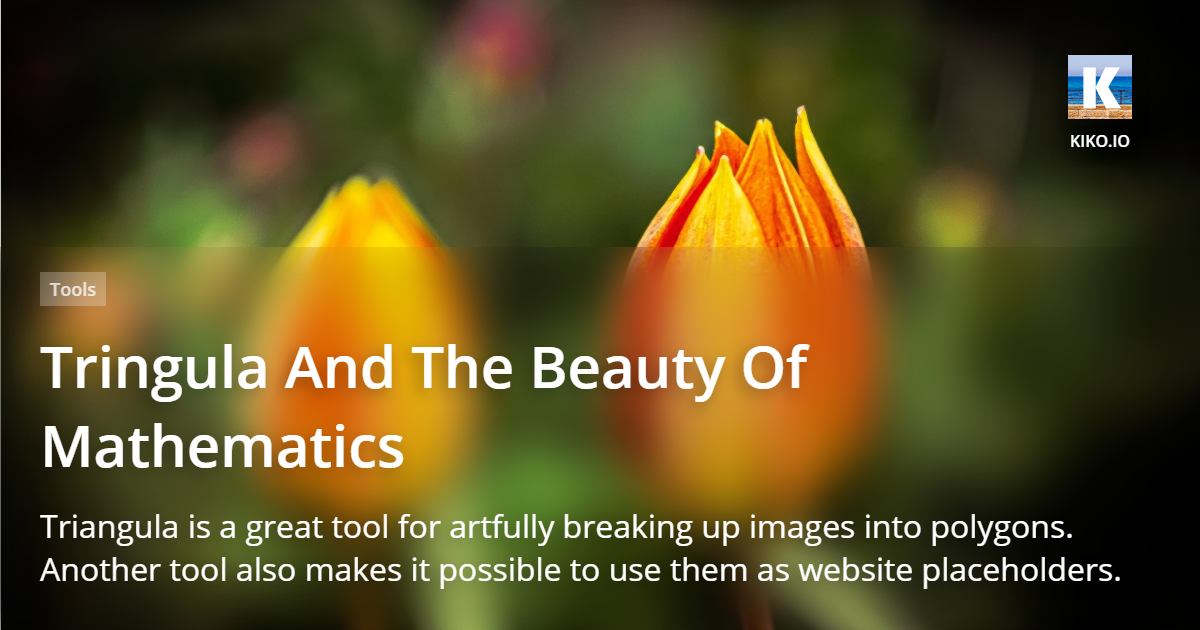 K
KIKO.IO
Tools
Tringula And The Beauty Of
Mathematics
Triangula is a great tool for artfully breaking up images into polygons.
Another tool also makes it possible to use them as website placeholders.